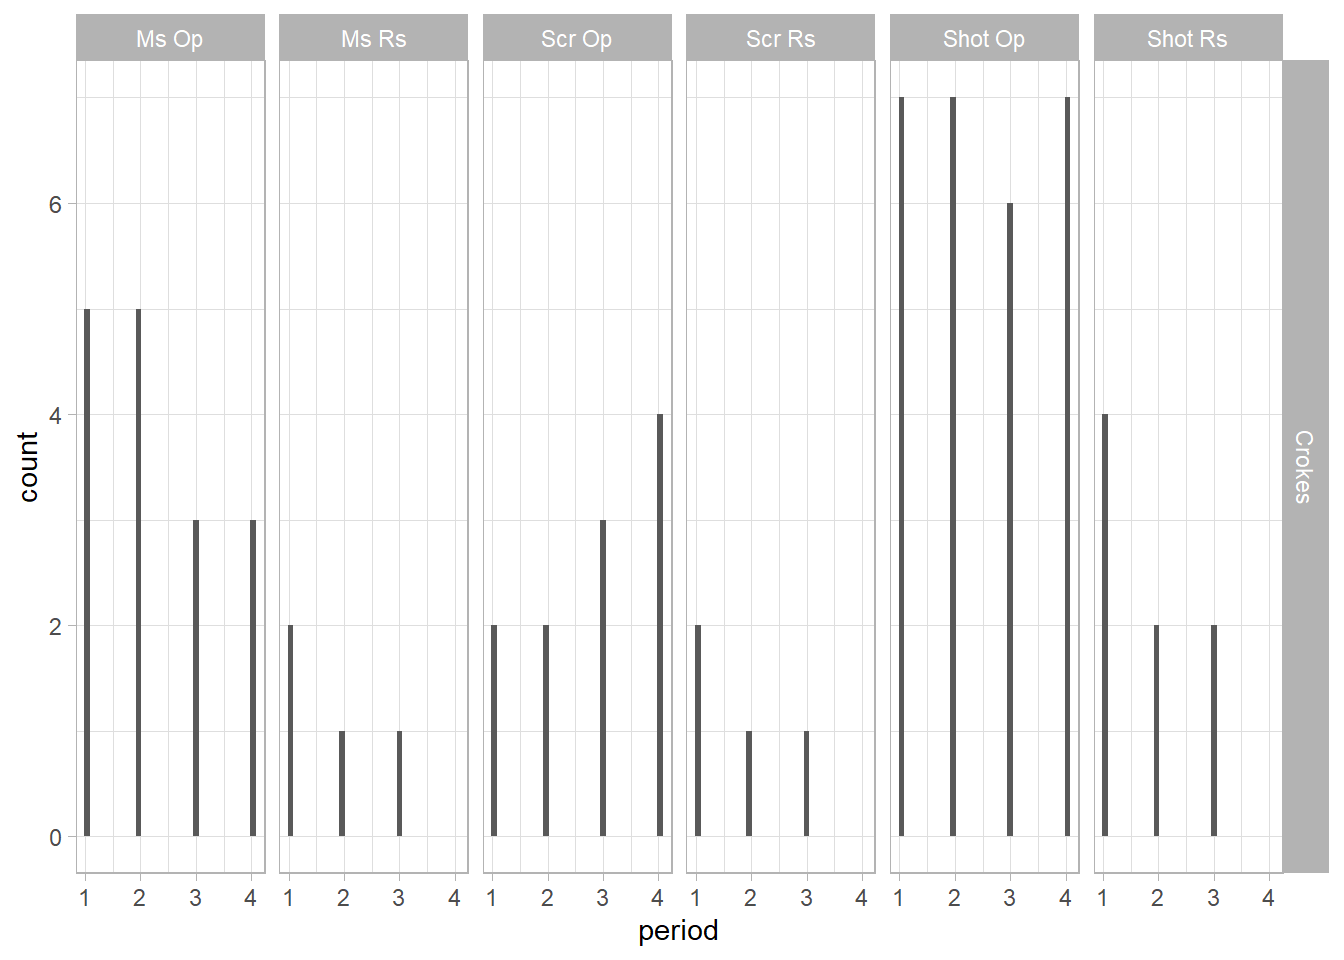 Ms Op Ms Rs Scr Op Scr Rs Shot Op Shot Rs
Crokes
6
4
2
0
count
1 2 3 4 1 2 3 4 1 2 3 4 1 2 3 4 1 2 3 4 1 2 3 4
period